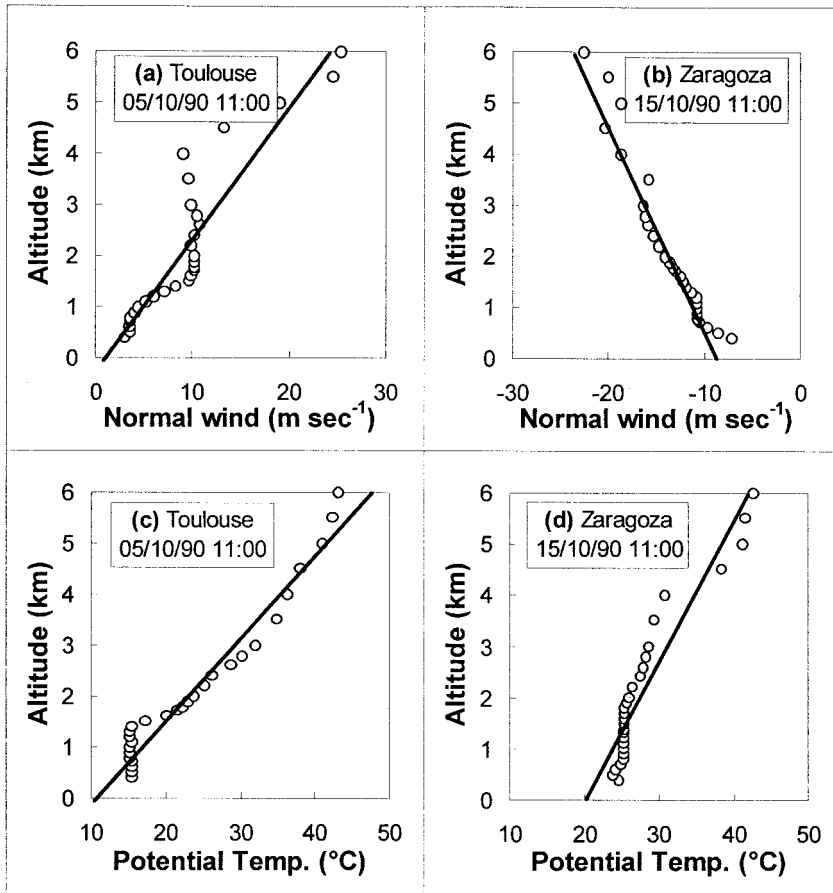 (a) Toulouse
05/10/90 11:00
Altitude (km)
6
5
4
3
2
1
0
0 10 20 30
Normal wind (m sec⁻¹)
(b) Zaragoza
15/10/90 11:00
Altitude (km)
6
5
4
3
2
1
0
-30 -20 -10 0
Normal wind (m sec⁻¹)
(c) Toulouse
05/10/90 11:00
Altitude (km)
6
5
4
3
2
1
0
10 20 30 40 50
Potential Temp. (°C)
(d) Zaragoza
15/10/90 11:00
Altitude (km)
6
5
4
3
2
1
0
10 20 30 40 50
Potential Temp. (°C)